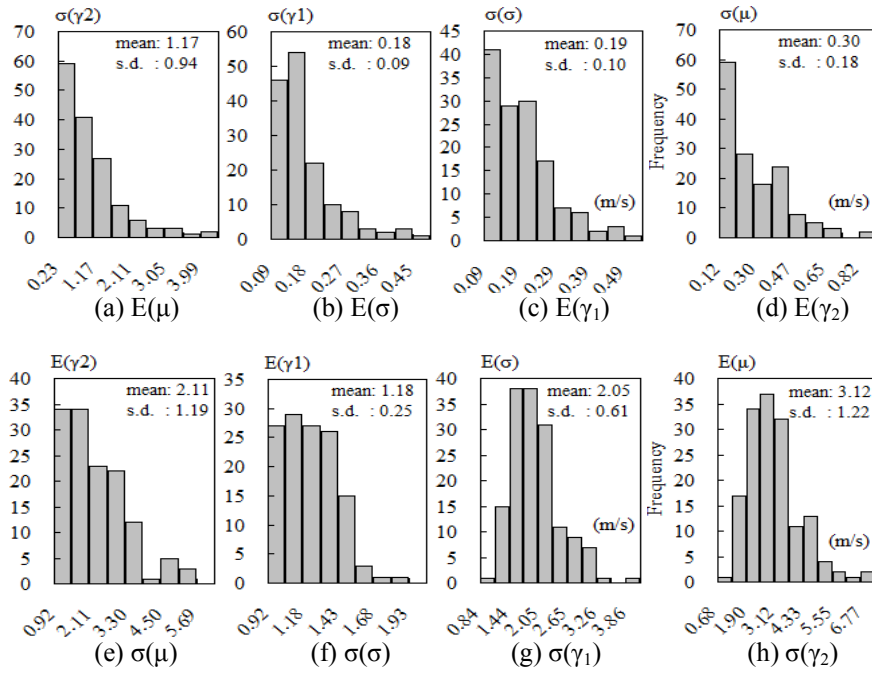 σ(γ2)
mean: 1.17
s.d. : 0.94
70
60
50
40
30
20
10
0
0.23
1.17
2.11
3.05
3.99
(a) E(μ)
σ(γ1)
mean: 0.18
s.d. : 0.09
60
50
40
30
20
10
0
0.09
0.18
0.27
0.36
0.45
(b) E(σ)
σ(σ)
mean: 0.19
s.d. : 0.10
45
40
35
30
25
20
15
10
5
0
(m/s)
0.09
0.19
0.29
0.39
0.49
(c) E(γ₁)
σ(μ)
mean: 0.30
s.d. : 0.18
Frequency
70
60
50
40
30
20
10
0
(m/s)
0.12
0.30
0.47
0.65
0.82
(d) E(γ₂)
E(γ2)
mean: 2.11
s.d. : 1.19
40
35
30
25
20
15
10
5
0
0.92
2.11
3.30
4.50
5.69
(e) σ(μ)
E(γ1)
mean: 1.18
s.d. : 0.25
35
30
25
20
15
10
5
0
0.92
1.18
1.43
1.68
1.93
(f) σ(σ)
E(σ)
mean: 2.05
s.d. : 0.61
40
35
30
25
20
15
10
5
0
(m/s)
0.84
1.44
2.05
2.65
3.26
3.86
(g) σ(γ₁)
E(μ)
mean: 3.12
s.d. : 1.22
Frequency
40
35
30
25
20
15
10
5
0
(m/s)
0.68
1.90
3.12
4.33
5.55
6.77
(h) σ(γ₂)